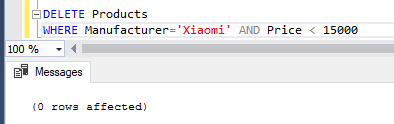 DELETE Products
WHERE Manufacturer='Xiaomi' AND Price < 15000
100 %
Messages
(0 rows affected)